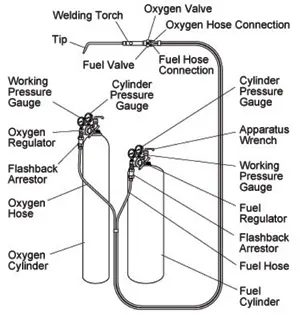 Oxygen Valve
Welding Torch
Oxygen Hose Connection
Tip
Fuel Valve
Fuel Hose
Connection
Working
Pressure
Gauge
Cylinder
Pressure
Gauge
Oxygen
Regulator
Flashback
Arrestor
Oxygen
Hose
Oxygen
Cylinder
Cylinder
Pressure
Gauge
Apparatus
Wrench
Working
Pressure
Gauge
Fuel
Regulator
Flashback
Arrestor
Fuel Hose
Fuel
Cylinder